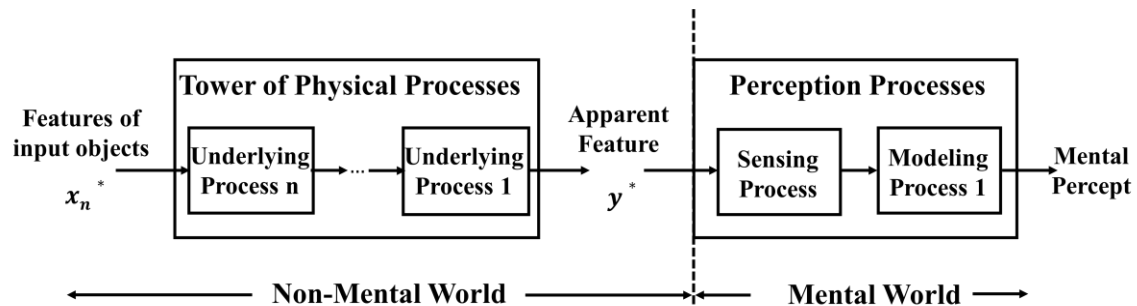 Tower of Physical Processes
Perception Processes
Features of
input objects
xₙ*
Underlying
Process n
...
Underlying
Process 1
Apparent
Feature
y*
Sensing
Process
Modeling
Process 1
Mental
Percept
Non-Mental World
Mental World